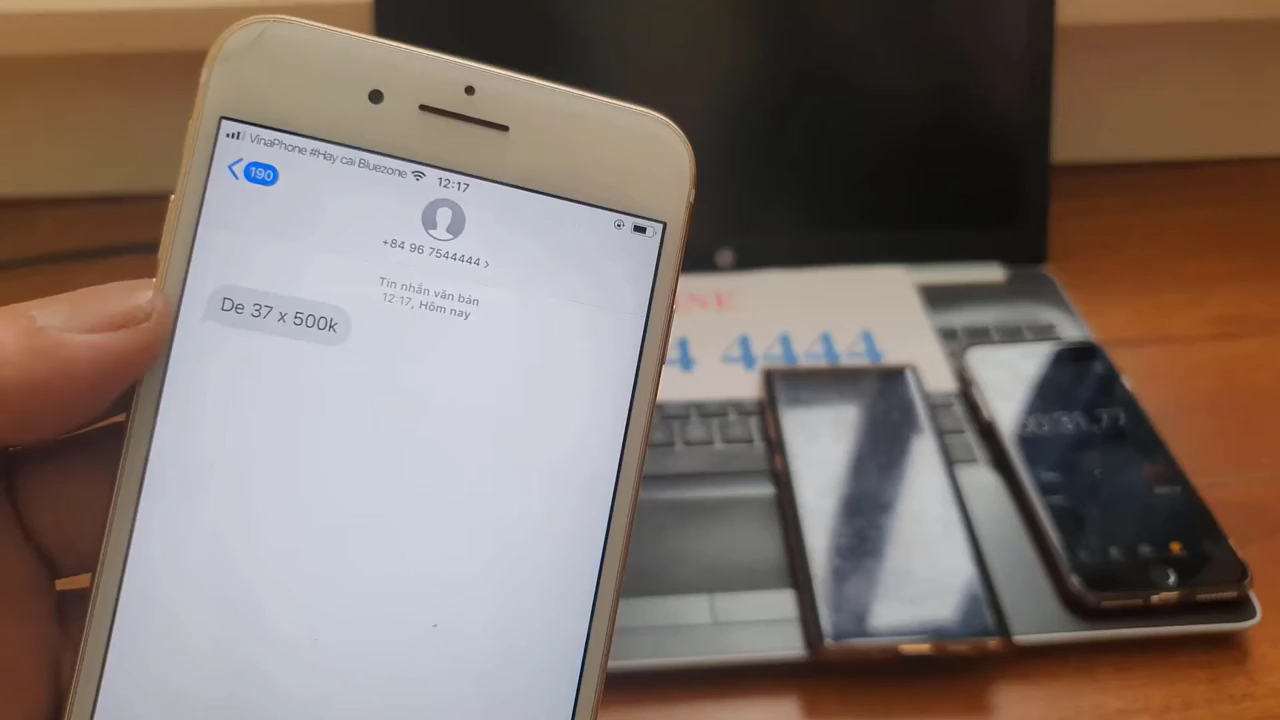 VinaPhone #Hay cai Bluezone 12:17
190
+84 96 7544444 >
Tin nhắn văn bản
12:17, Hôm nay
De 37 x 500k
4 4444